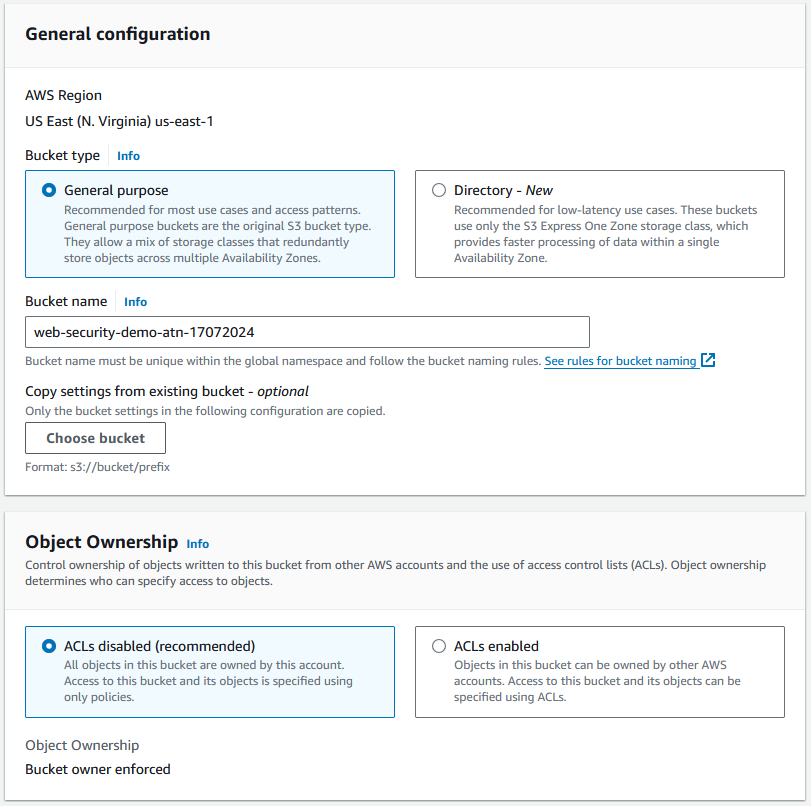 General configuration
AWS Region
US East (N. Virginia) us-east-1
Bucket type Info
General purpose
Recommended for most use cases and access patterns.
General purpose buckets are the original S3 bucket type.
They allow a mix of storage classes that redundantly
store objects across multiple Availability Zones.
Directory - New
Recommended for low-latency use cases. These buckets
use only the S3 Express One Zone storage class, which
provides faster processing of data within a single
Availability Zone.
Bucket name Info
web-security-demo-atn-17072024
Bucket name must be unique within the global namespace and follow the bucket naming rules. See rules for bucket naming
Copy settings from existing bucket - optional
Only the bucket settings in the following configuration are copied.
Choose bucket
Format: s3://bucket/prefix
Object Ownership Info
Control ownership of objects written to this bucket from other AWS accounts and the use of access control lists (ACLs). Object ownership
determines who can specify access to objects.
ACLs disabled (recommended)
All objects in this bucket are owned by this account.
Access to this bucket and its objects is specified using
only policies.
ACLs enabled
Objects in this bucket can be owned by other AWS
accounts. Access to this bucket and its objects can be
specified using ACLs.
Object Ownership
Bucket owner enforced